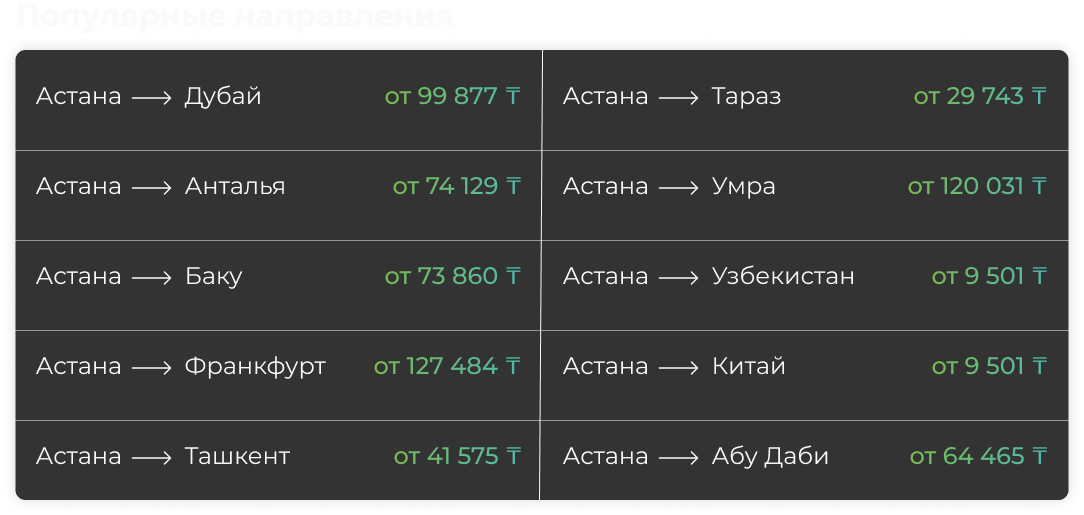 Популярные направления
Астана → Дубай от 99 877 ₸
Астана → Тараз от 29 743 ₸
Астана → Анталья от 74 129 ₸
Астана → Умра от 120 031 ₸
Астана → Баку от 73 860 ₸
Астана → Узбекистан от 9 501 ₸
Астана → Франкфурт от 127 484 ₸
Астана → Китай от 9 501 ₸
Астана → Ташкент от 41 575 ₸
Астана → Абу Даби от 64 465 ₸